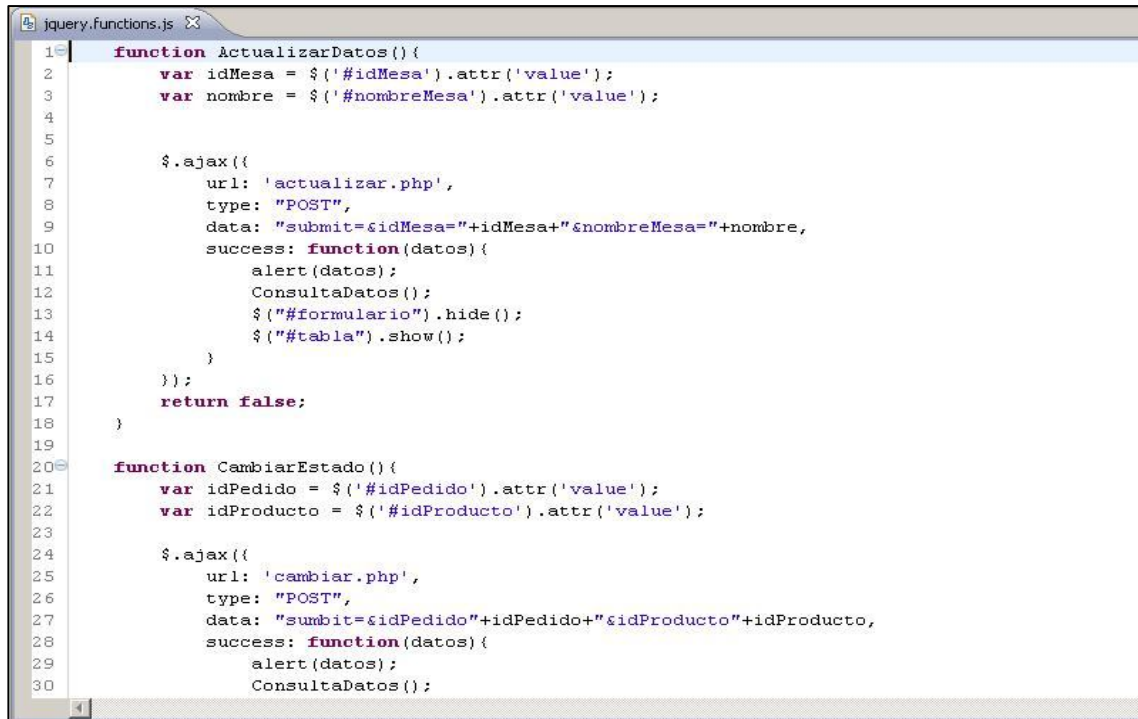 jquery.functions.js
1 function ActualizarDatos(){
2 var idMesa = $('#idMesa').attr('value');
3 var nombre = $('#nombreMesa').attr('value');
4
5
6 $.ajax({
7 url: 'actualizar.php',
8 type: "POST",
9 data: "submit=&idMesa="+idMesa+"&nombreMesa="+nombre,
10 success: function(datos){
11 alert(datos);
12 ConsultaDatos();
13 $("#formulario").hide();
14 $("#tabla").show();
15 }
16 });
17 return false;
18 }
19
20 function CambiarEstado(){
21 var idPedido = $('#idPedido').attr('value');
22 var idProducto = $('#idProducto').attr('value');
23
24 $.ajax({
25 url: 'cambiar.php',
26 type: "POST",
27 data: "sumbit=&idPedido"+idPedido+"&idProducto"+idProducto,
28 success: function(datos){
29 alert(datos);
30 ConsultaDatos();